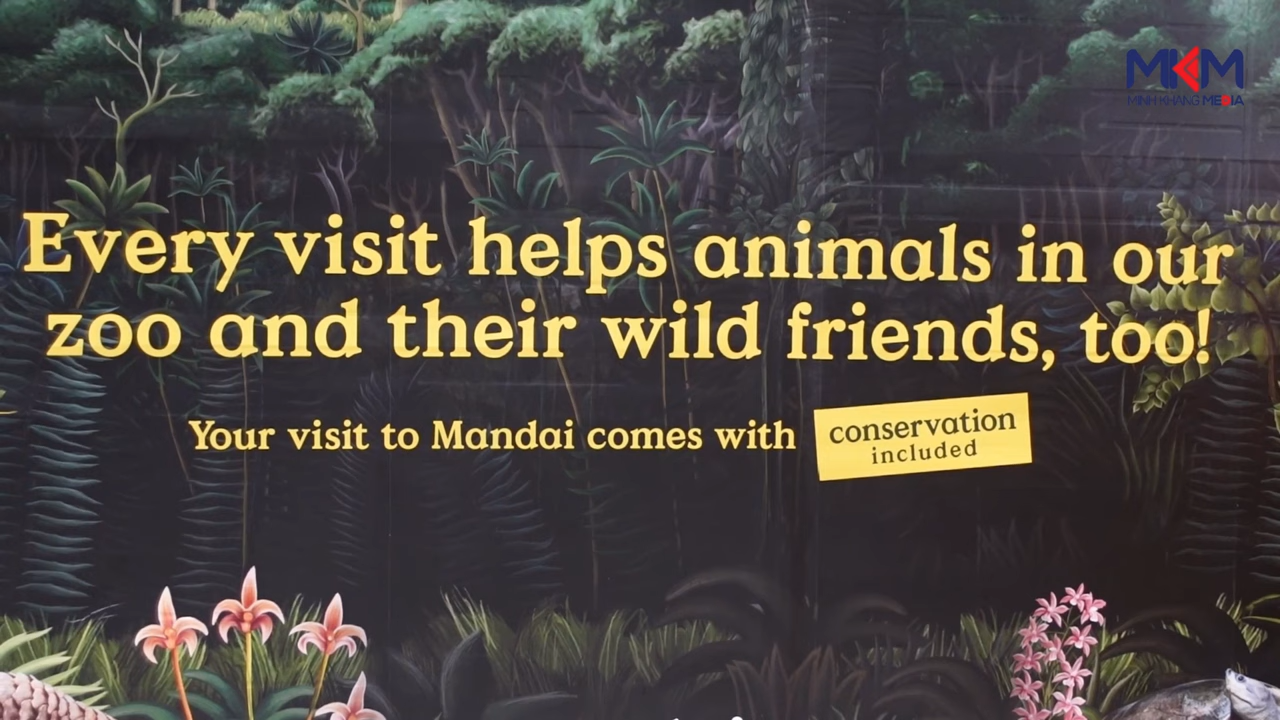 MKM
MINH KHANG MEDIA
Every visit helps animals in our
zoo and their wild friends, too!
Your visit to Mandai comes with
conservation
included